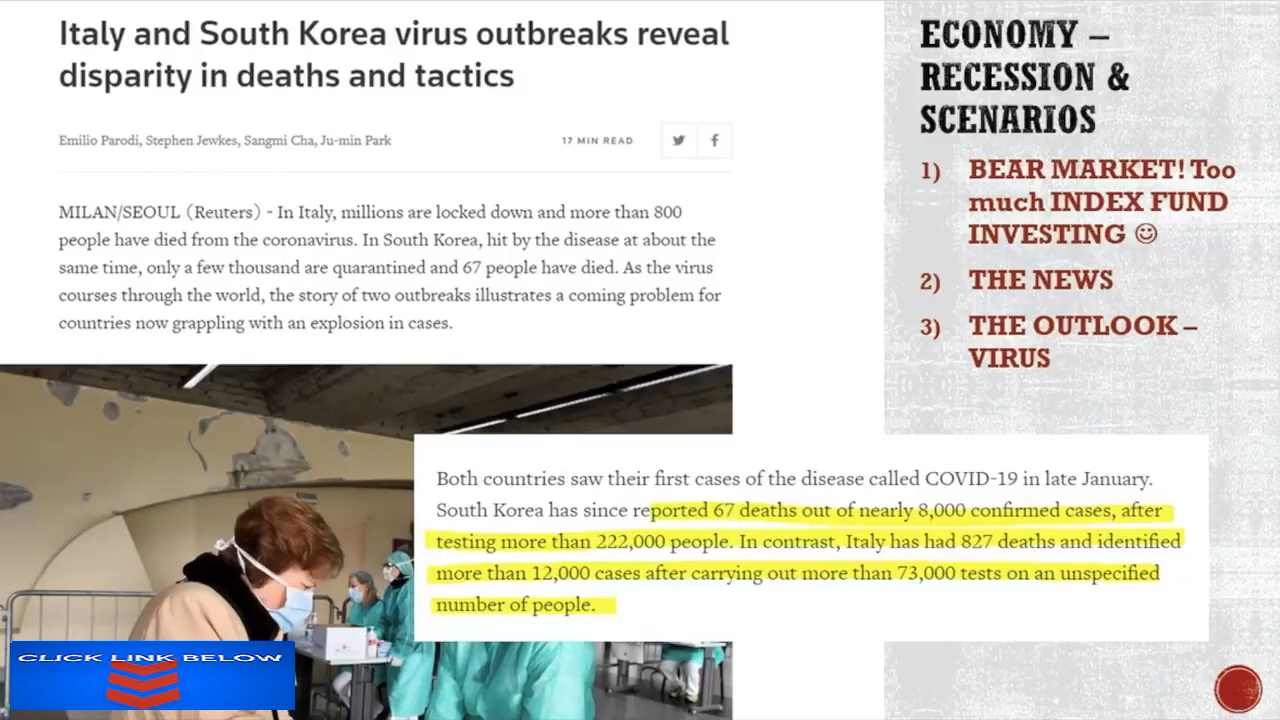 Italy and South Korea virus outbreaks reveal
disparity in deaths and tactics
Emilio Parodi, Stephen Jewkes, Sangmi Cha, Ju-min Park
17 MIN READ
MILAN/SEOUL (Reuters) - In Italy, millions are locked down and more than 800
people have died from the coronavirus. In South Korea, hit by the disease at about the
same time, only a few thousand are quarantined and 67 people have died. As the virus
courses through the world, the story of two outbreaks illustrates a coming problem for
countries now grappling with an explosion in cases.
Both countries saw their first cases of the disease called COVID-19 in late January.
South Korea has since reported 67 deaths out of nearly 8,000 confirmed cases, after
testing more than 222,000 people. In contrast, Italy has had 827 deaths and identified
more than 12,000 cases after carrying out more than 73,000 tests on an unspecified
number of people.
CLICK LINK BELOW
ECONOMY –
RECESSION &
SCENARIOS
1) BEAR MARKET! Too
much INDEX FUND
INVESTING ☺
2) THE NEWS
3) THE OUTLOOK –
VIRUS